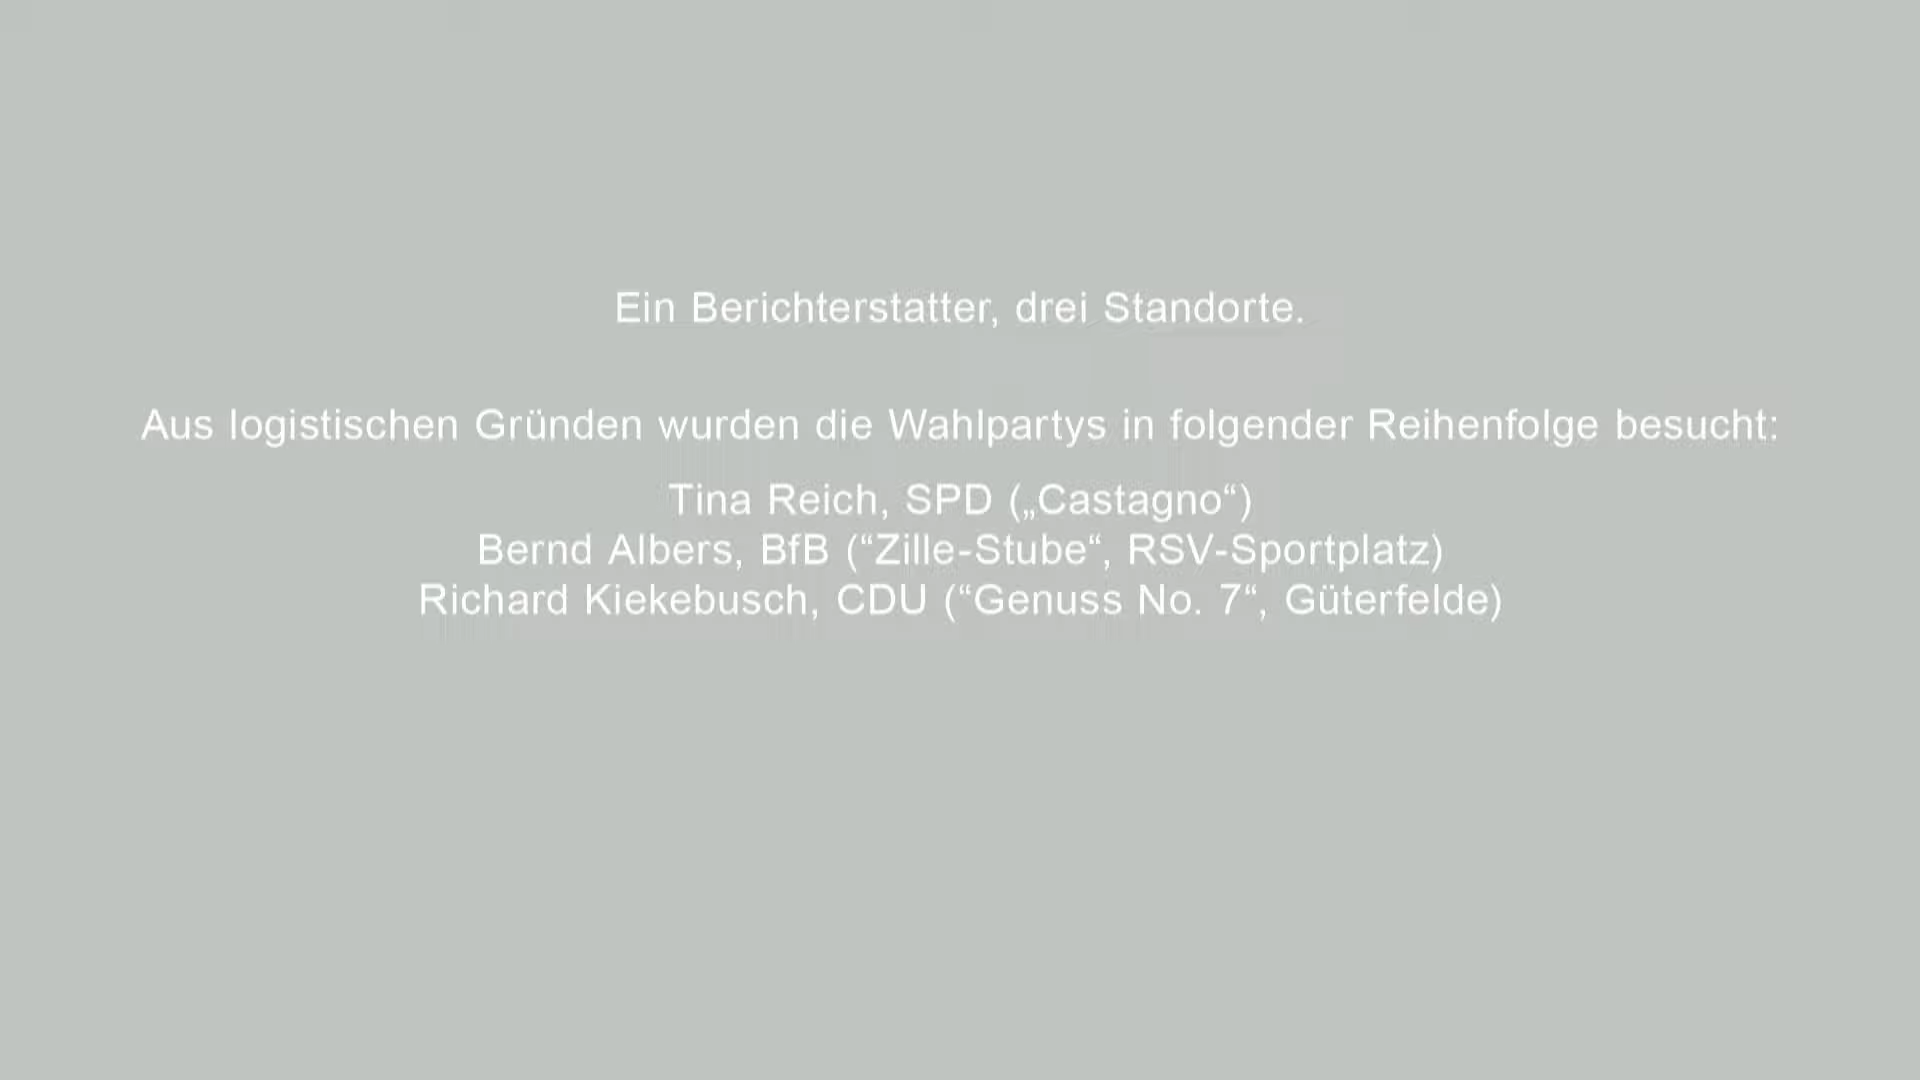 Ein Berichterstatter, drei Standorte.
Aus logistischen Gründen wurden die Wahlpartys in folgender Reihenfolge besucht:
Tina Reich, SPD („Castagno“)
Bernd Albers, BfB (“Zille-Stube“, RSV-Sportplatz)
Richard Kiekebusch, CDU (“Genuss No. 7“, Güterfelde)